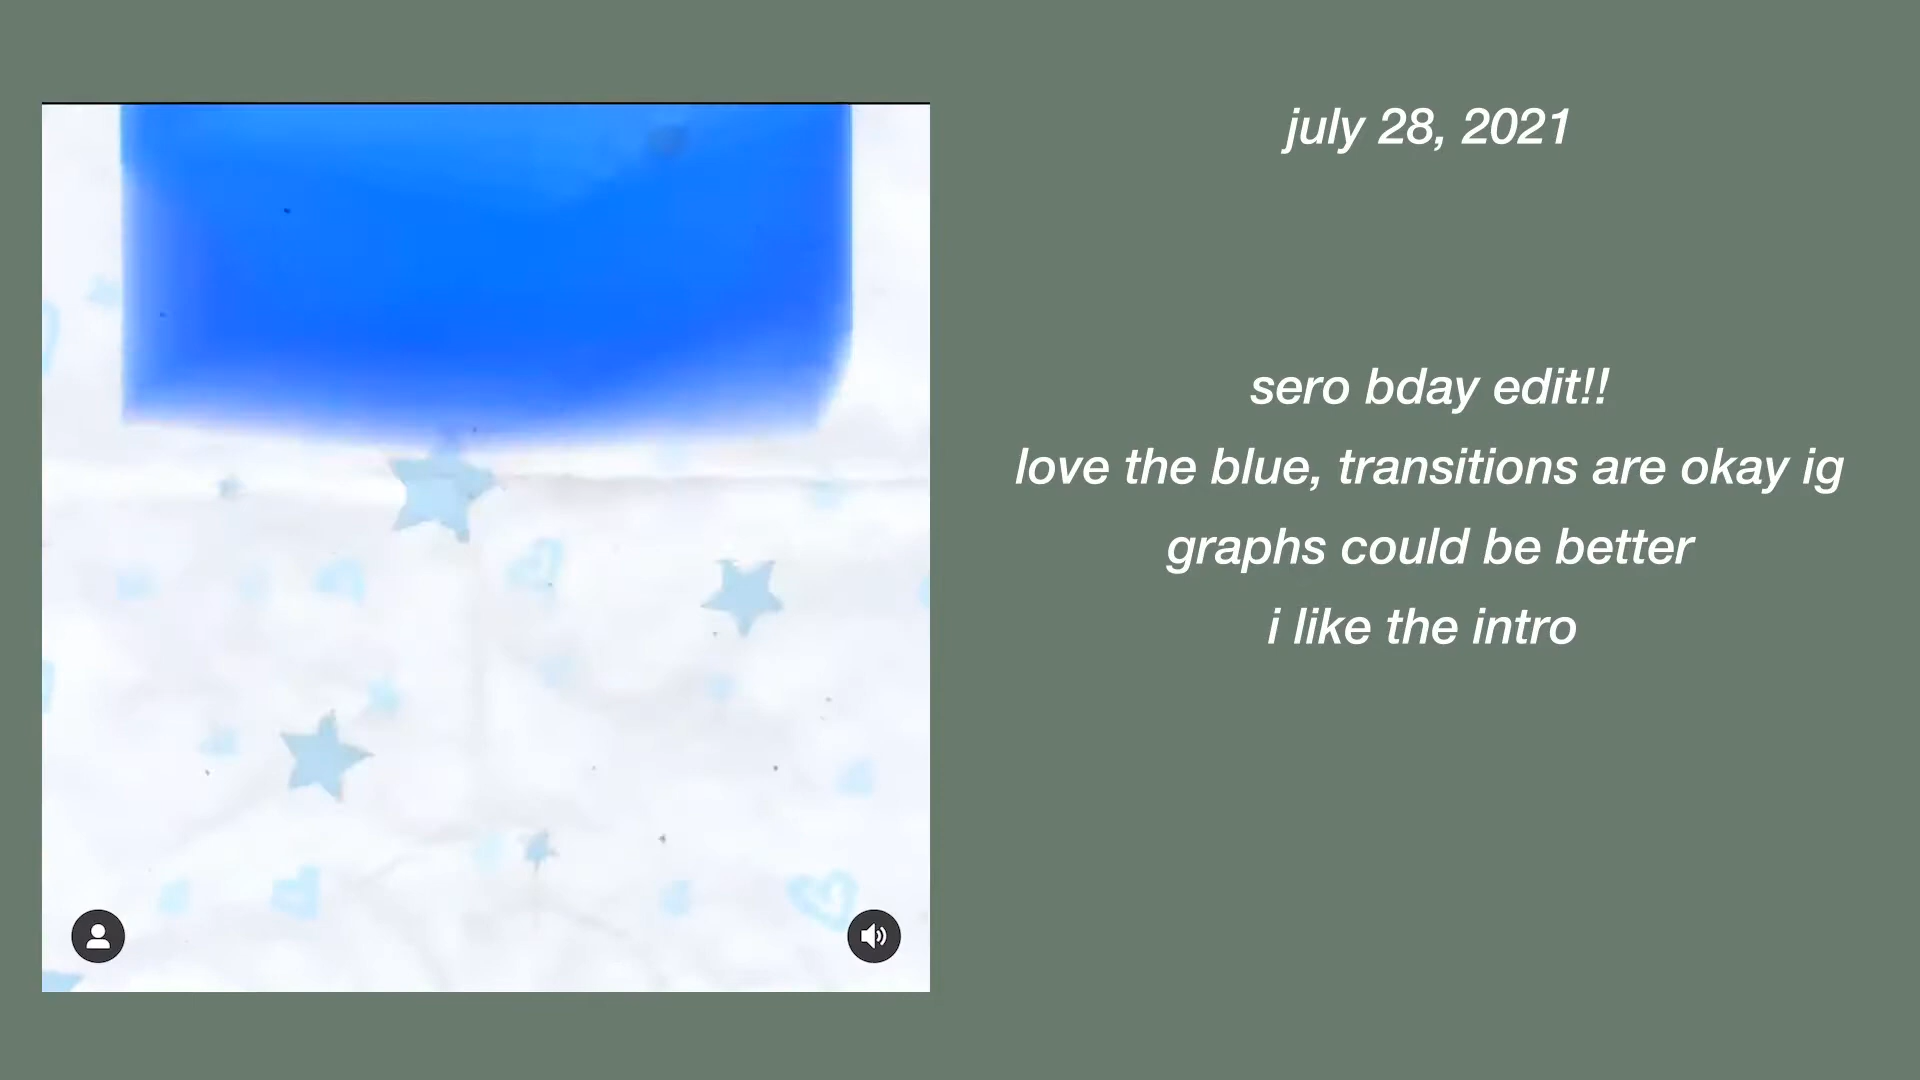 july 28, 2021
sero bday edit!!
love the blue, transitions are okay ig
graphs could be better
i like the intro